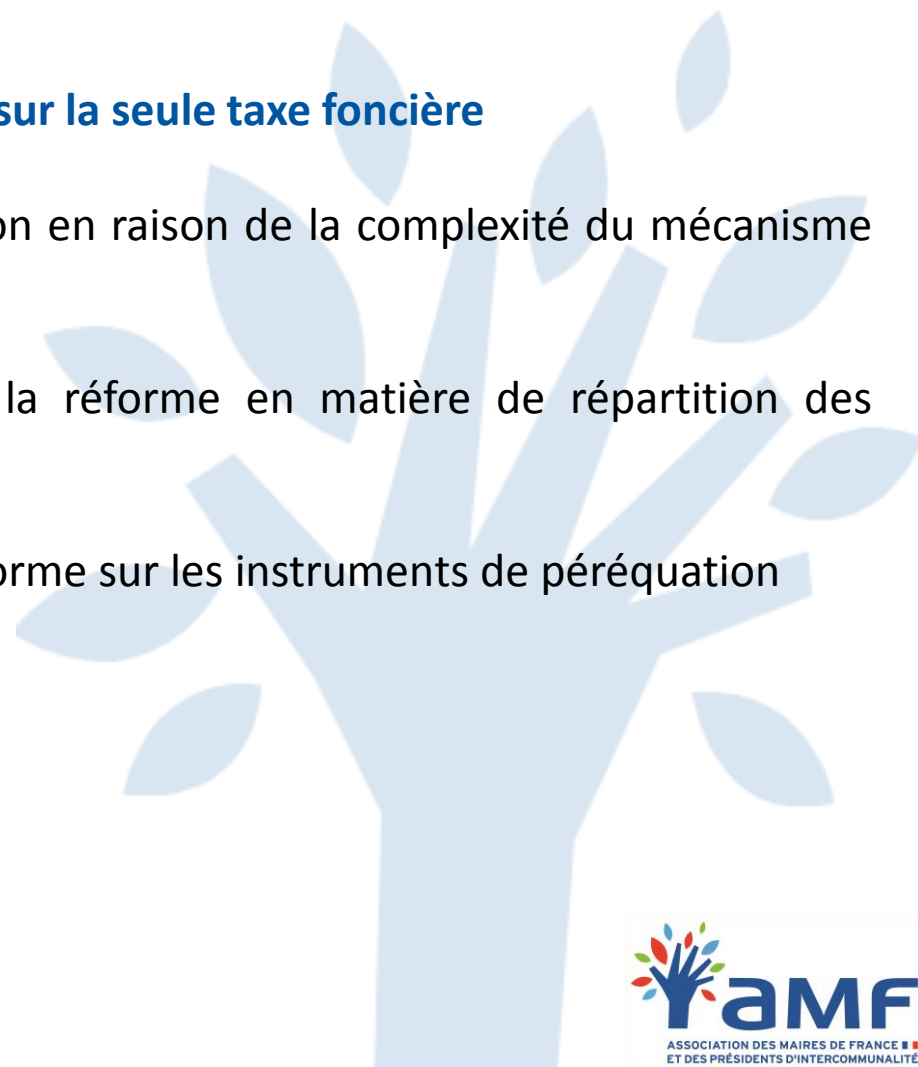 sur la seule taxe foncière
on en raison de la complexité du mécanisme
la réforme en matière de répartition des
orme sur les instruments de péréquation
aMF
ASSOCIATION DES MAIRES DE FRANCE
ET DES PRÉSIDENTS D'INTERCOMMUNALITÉ